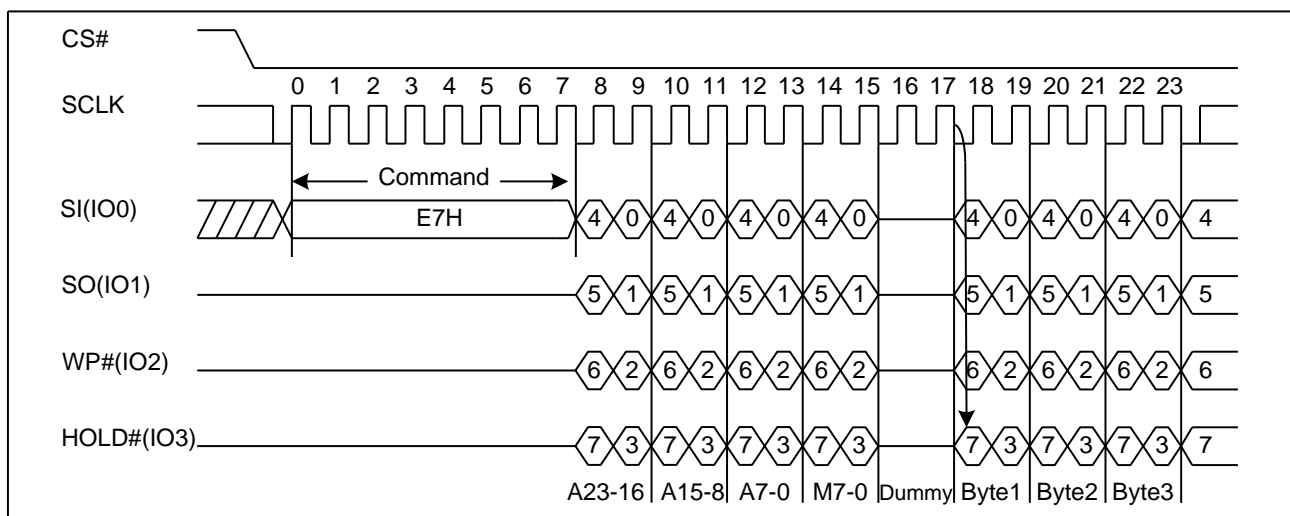 CS#
0 1 2 3 4 5 6 7 8 9 10 11 12 13 14 15 16 17 18 19 20 21 22 23
SCLK
Command
SI(IO0)
E7H 4 0 4 0 4 0 4 0 4 0 4 0 4 0 4
SO(IO1)
5 1 5 1 5 1 5 1 5 1 5 1 5 1 5
WP#(IO2)
6 2 6 2 6 2 6 2 6 2 6 2 6 2 6
HOLD#(IO3)
7 3 7 3 7 3 7 3 7 3 7 3 7 3 7
A23-16 A15-8 A7-0 M7-0 Dummy Byte1 Byte2 Byte3